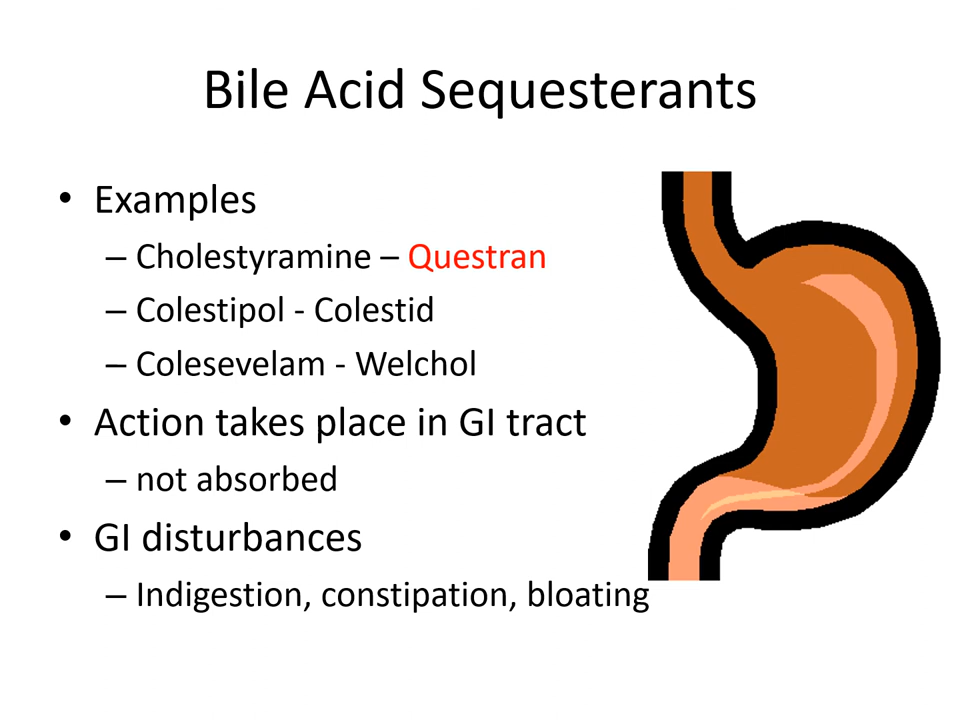 Bile Acid Sequesterants
• Examples
– Cholestyramine – Questran
– Colestipol - Colestid
– Colesevelam - Welchol
• Action takes place in GI tract
– not absorbed
• GI disturbances
– Indigestion, constipation, bloating